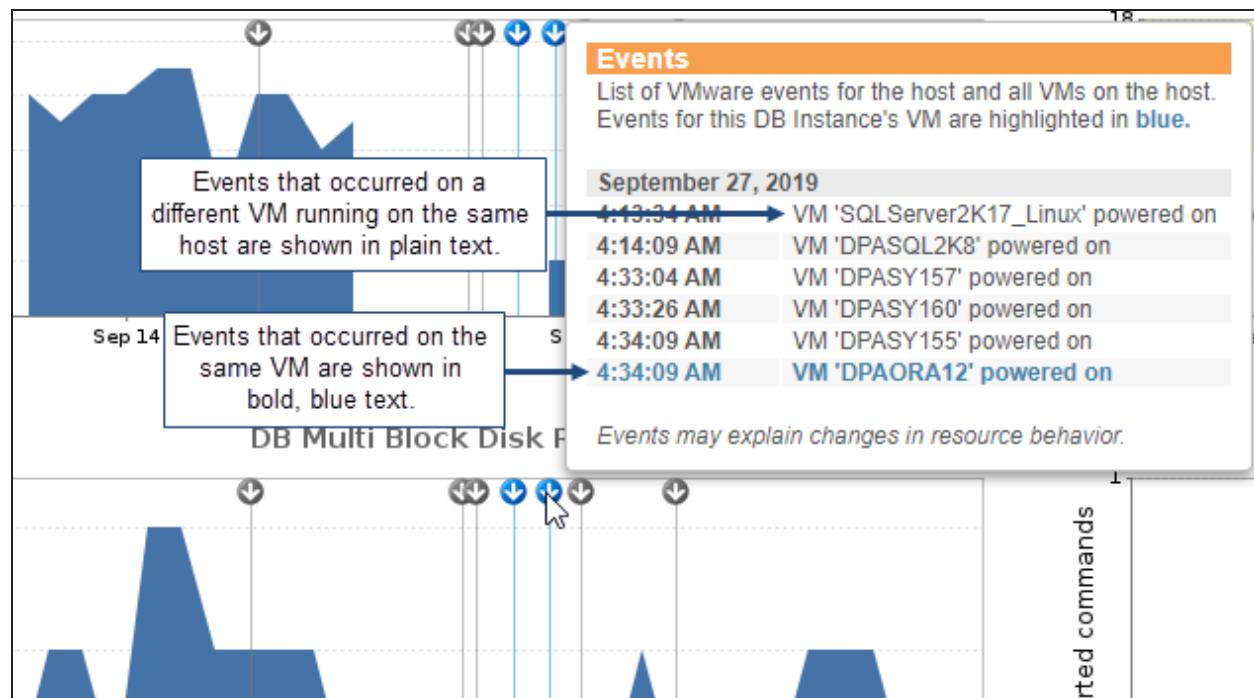 18
Events
List of VMware events for the host and all VMs on the host.
Events for this DB Instance's VM are highlighted in blue.
September 27, 2019
4:13:34 AM VM 'SQLServer2K17_Linux' powered on
4:14:09 AM VM 'DPASQL2K8' powered on
4:33:04 AM VM 'DPASY157' powered on
4:33:26 AM VM 'DPASY160' powered on
4:34:09 AM VM 'DPASY155' powered on
4:34:09 AM VM 'DPAORA12' powered on
Events may explain changes in resource behavior.
Events that occurred on a
different VM running on the same
host are shown in plain text.
Sep 14
S
Events that occurred on the
same VM are shown in
bold, blue text.
DB Multi Block Disk
1
rted commands